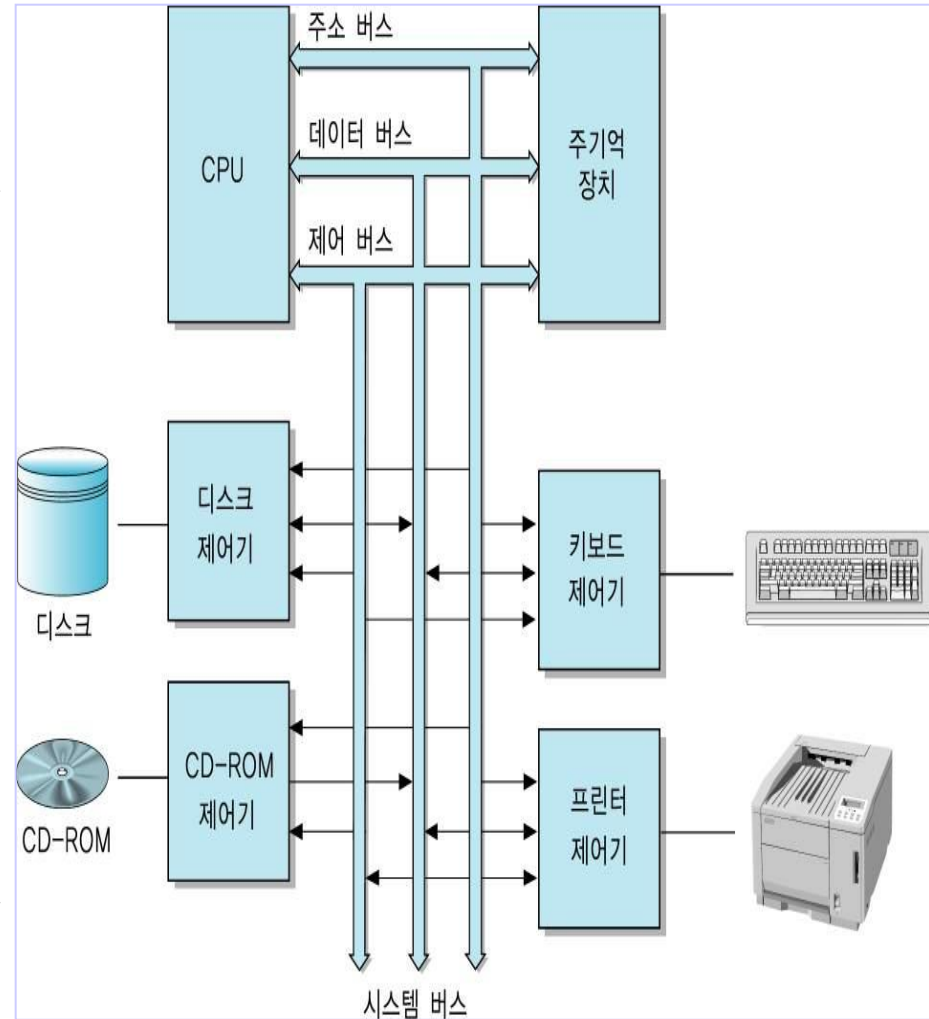 주소 버스
데이터 버스
제어 버스
CPU
주기억
장치
디스크
제어기
디스크
키보드
제어기
CD-ROM
제어기
CD-ROM
프린터
제어기
시스템 버스